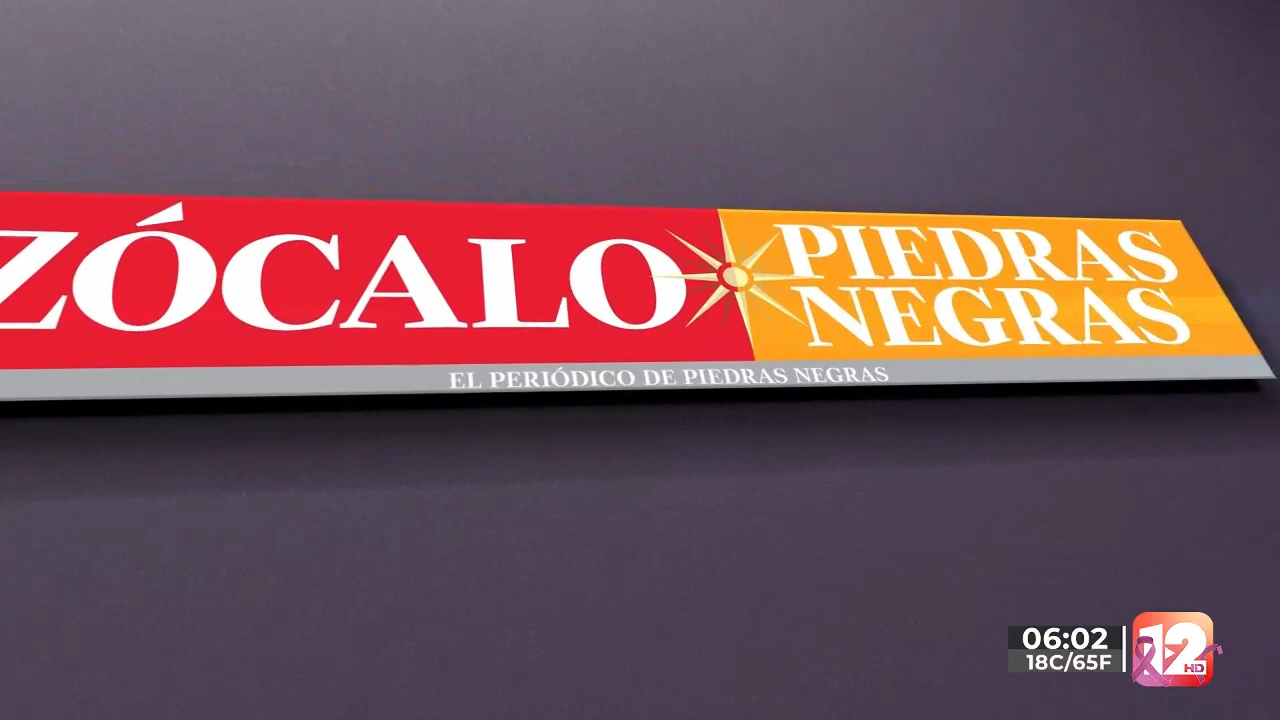 ZÓCALO
PIEDRAS
NEGRAS
EL PERIÓDICO DE PIEDRAS NEGRAS
06:02
18C/65F
12
HD